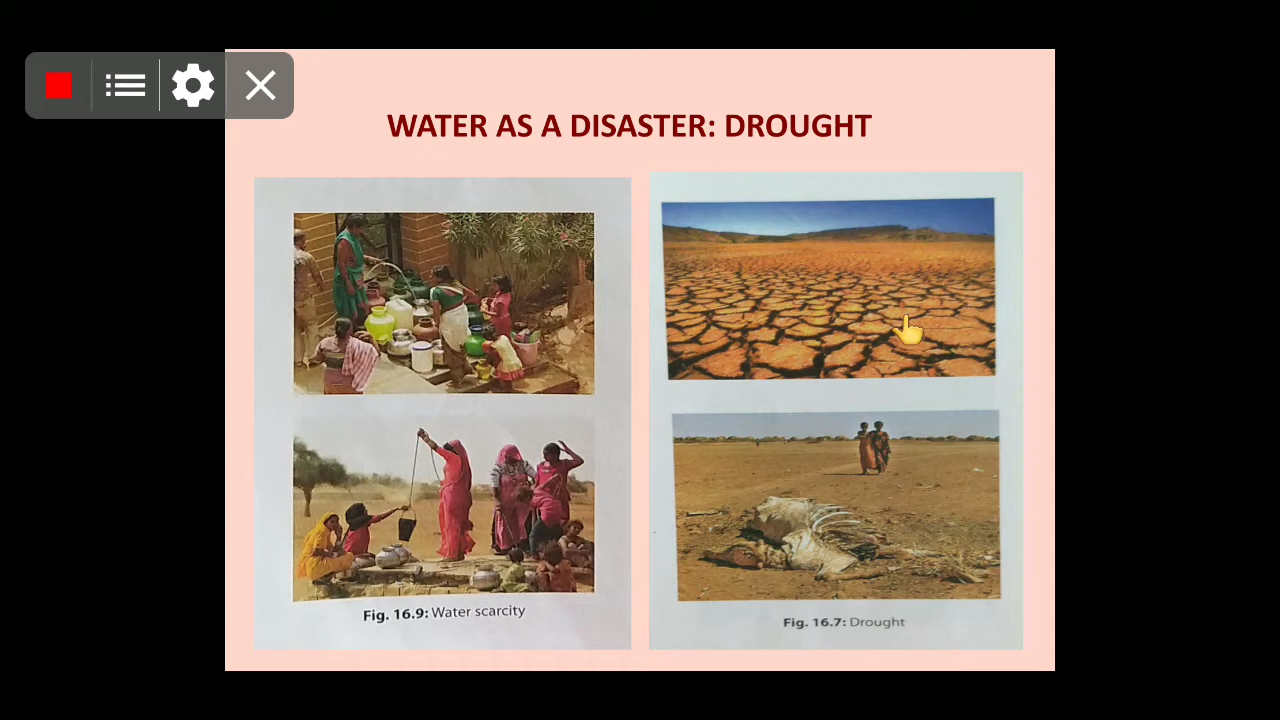 WATER AS A DISASTER: DROUGHT
Fig. 16.9: Water scarcity
Fig. 16.7: Drought